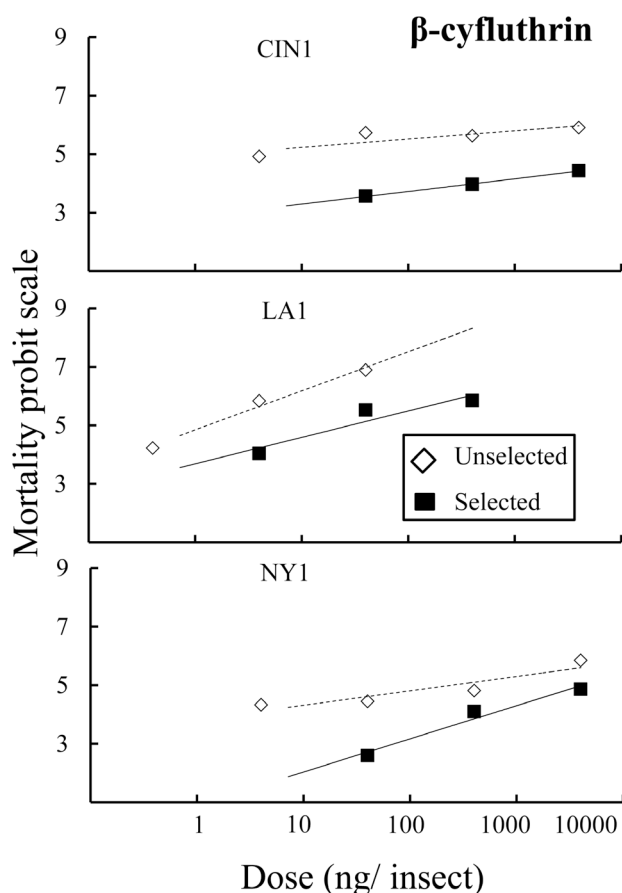 β-cyfluthrin
CIN1
9
7
5
3
LA1
9
7
5
3
Unselected
Selected
NY1
9
7
5
3
Mortality probit scale
1 10 100 1000 10000
Dose (ng/ insect)